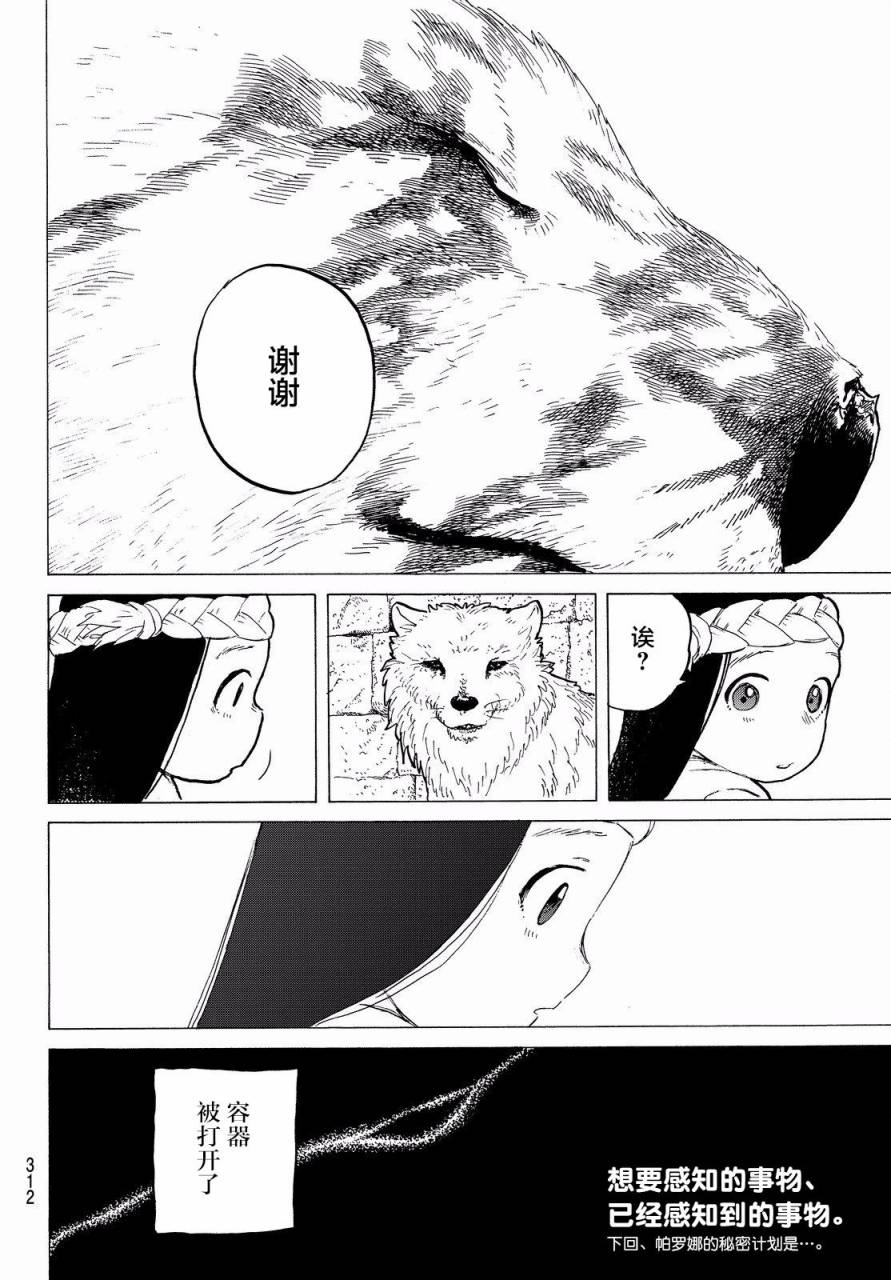 谢谢
诶?
容器
被打开了
想要感知的事物、
已经感知到的事物。
下回、帕罗娜的秘密计划是…。
312